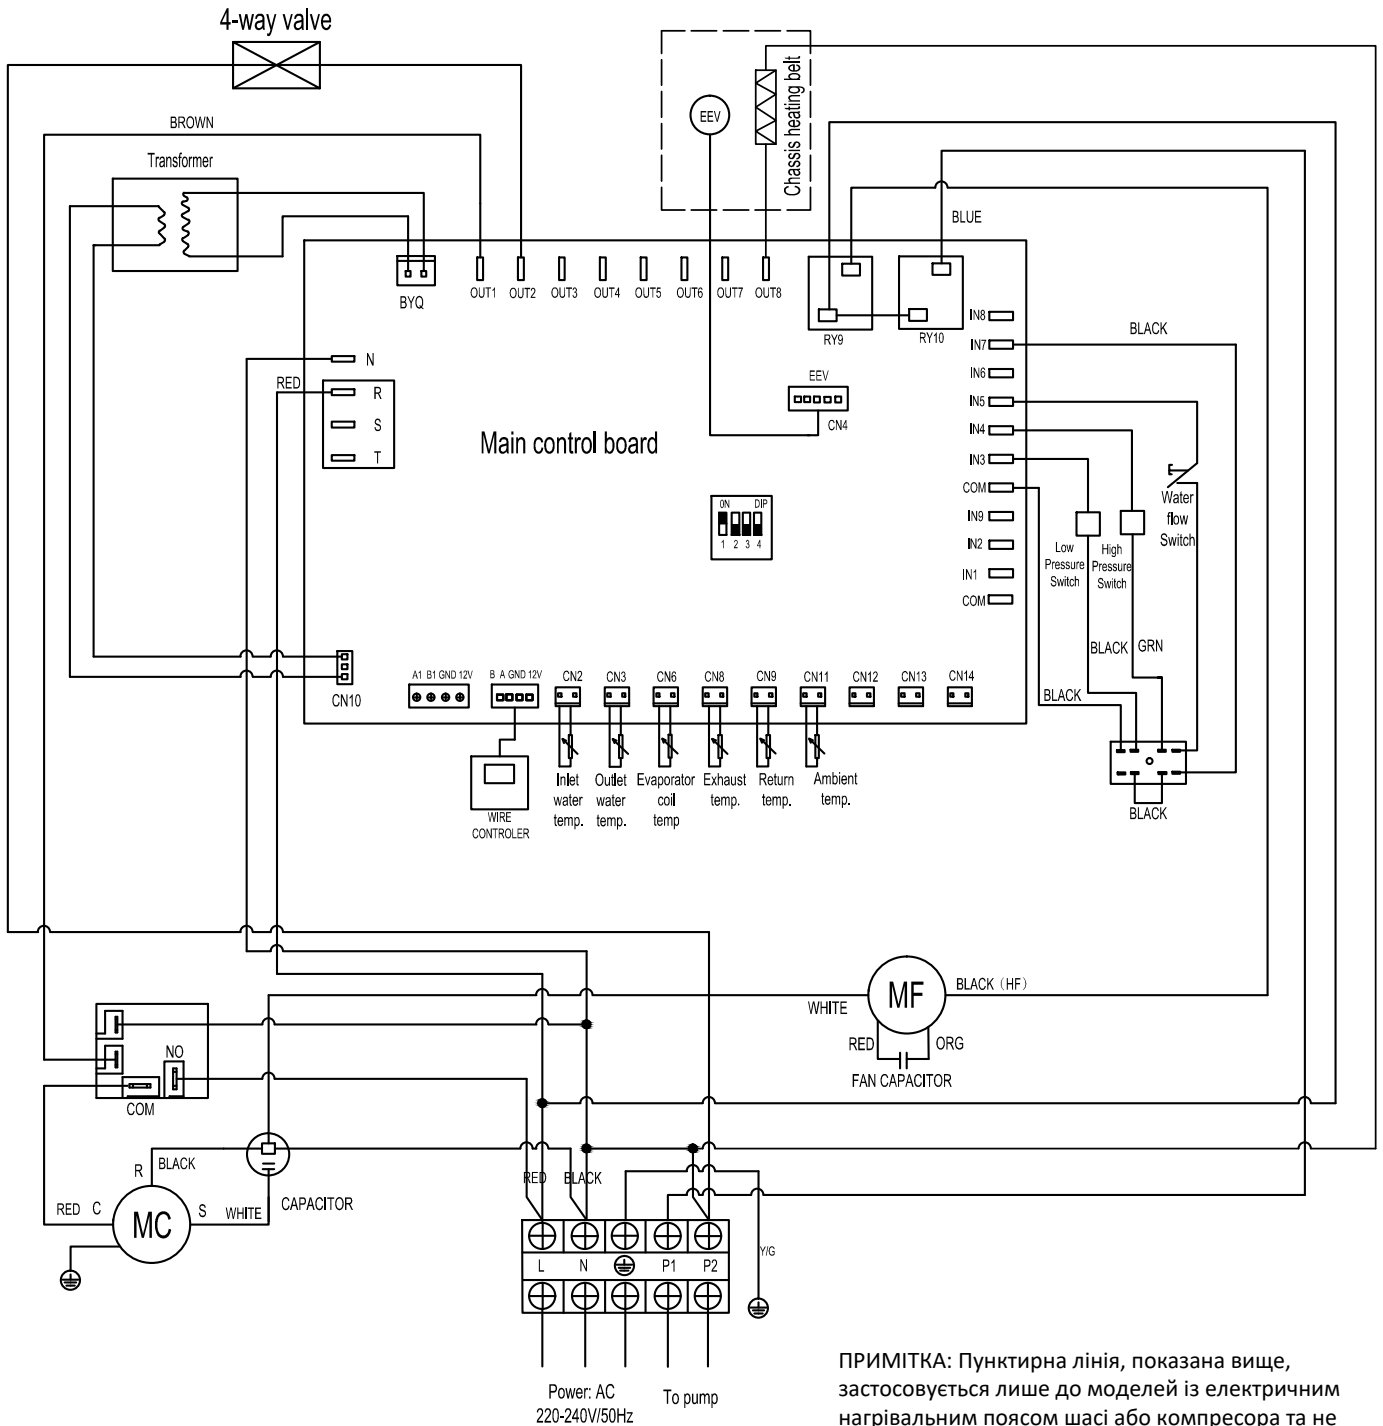 4-way valve
BROWN
Transformer
EEV
Chassis heating belt
BLUE
BYQ
OUT1 OUT2 OUT3 OUT4 OUT5 OUT6 OUT7 OUT8
RY9 RY10
IN8
BLACK
IN7
N
IN6
RED
R
EEV
IN5
S
CN4
IN4
Main control board
T
IN3
COM
Water
flow
Switch
ON DIP
1 2 3 4
IN9
IN2
Low
Pressure
Switch
High
Pressure
Switch
IN1
COM
BLACK GRN
A1 B1 GND 12V
B A GND 12V
CN2 CN3 CN6 CN8 CN9 CN11 CN12 CN13 CN14
CN10
BLACK
Inlet
water
temp.
Outlet
water
temp.
Evaporator
coil
temp
Exhaust
temp.
Return
temp.
Ambient
temp.
WIRE
CONTROLER
BLACK
MF
BLACK (HF)
WHITE
RED ORG
FAN CAPACITOR
NO
COM
R BLACK
RED BLACK
CAPACITOR
RED C
MC
S WHITE
Y/G
L N P1 P2
Power: AC
220-240V/50Hz
To pump
ПРИМІТКА: Пунктирна лінія, показана вище,
застосовується лише до моделей із електричним
нагрівальним поясом шасі або компресора та не